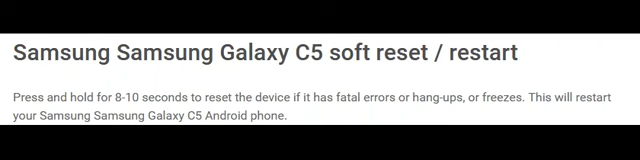 Samsung Samsung Galaxy C5 soft reset / restart
Press and hold for 8-10 seconds to reset the device if it has fatal errors or hang-ups, or freezes. This will restart
your Samsung Samsung Galaxy C5 Android phone.